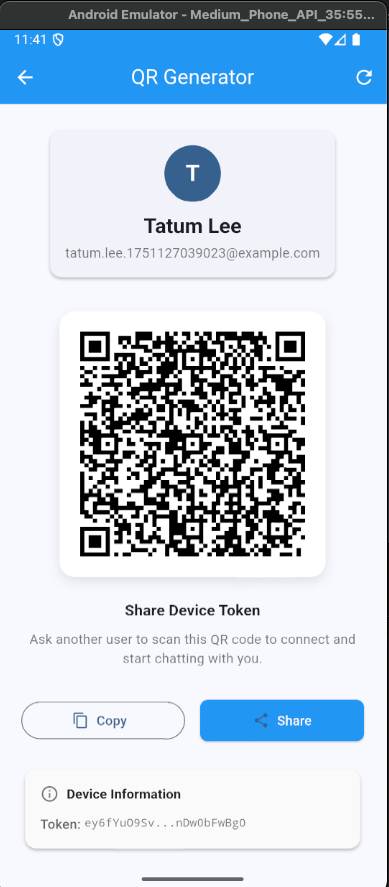 Android Emulator - Medium_Phone_API_35:55...
11:41
QR Generator
T
Tatum Lee
tatum.lee.1751127039023@example.com
Share Device Token
Ask another user to scan this QR code to connect and
start chatting with you.
Copy
Share
Device Information
Token: ey6fYuO9Sv...nDw0bFwBgO